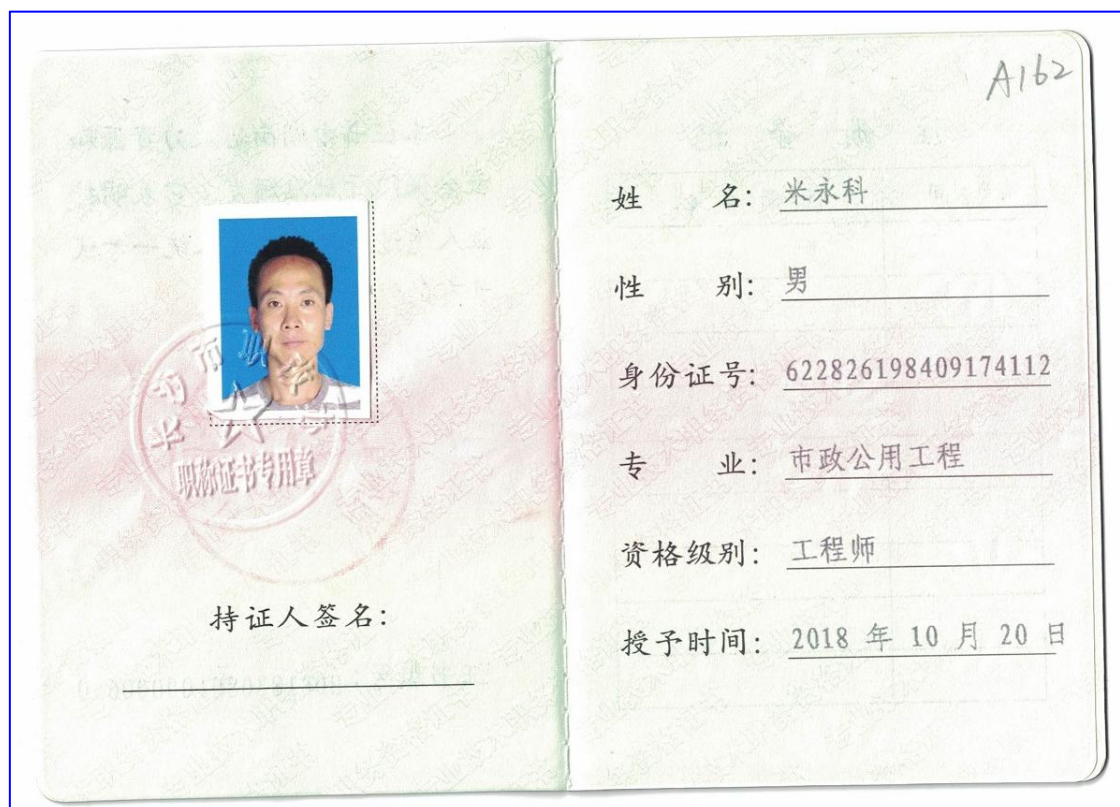 A162
姓 名: 米永科
性 别: 男
身份证号: 622826198409174112
专 业: 市政公用工程
资格级别: 工程师
授予时间: 2018 年 10 月 20 日
职称证书专用章
持证人签名: